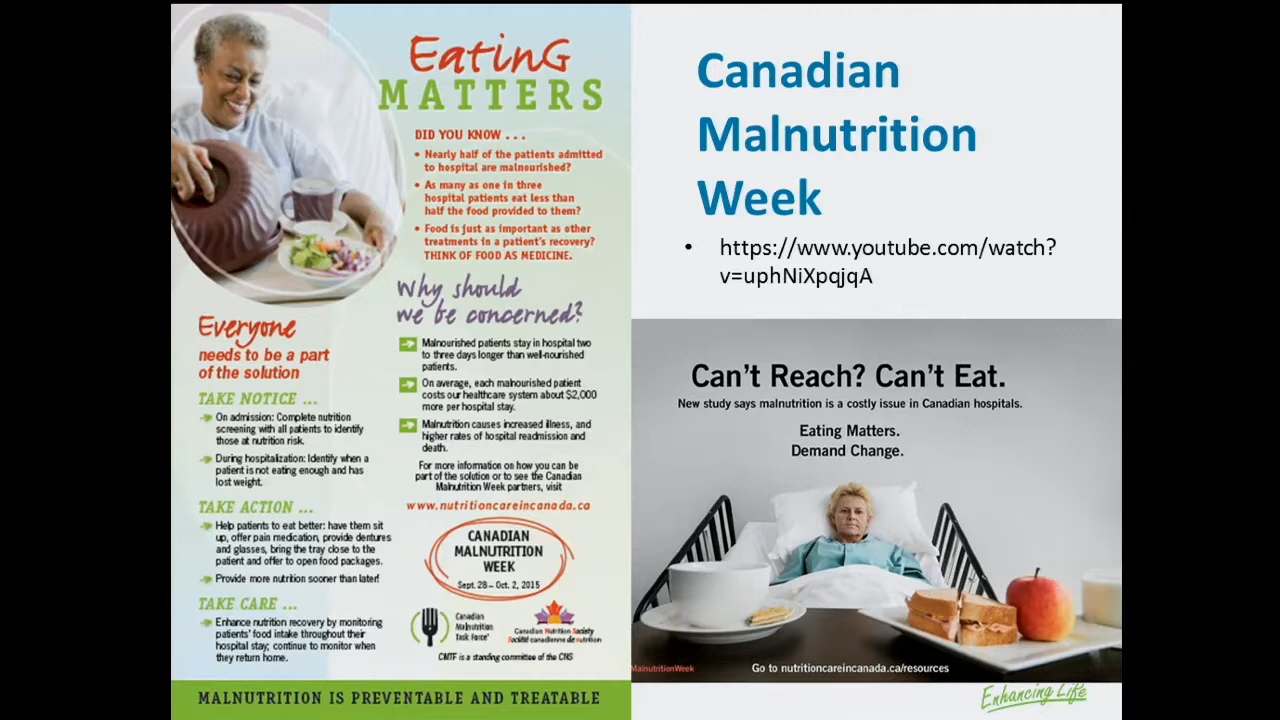 Eating
MATTERS
DID YOU KNOW . . .
• Nearly half of the patients admitted
to hospital are malnourished?
• As many as one in three
hospital patients eat less than
half the food provided to them?
• Food is just as important as other
treatments in a patient's recovery?
THINK OF FOOD AS MEDICINE.
Why should
we be concerned?
Malnourished patients stay in hospital two
to three days longer than well-nourished
patients.
On average, each malnourished patient
costs our healthcare system about $2,000
more per hospital stay.
Malnutrition causes increased illness, and
higher rates of hospital readmission and
death.
For more information on how you can be
part of the solution or to see the Canadian
Malnutrition Week partners, visit
www.nutritioncareincanada.ca
CANADIAN
MALNUTRITION
WEEK
Sept. 28 – Oct. 2, 2015
Canadian
Malnutrition
Task Force
Canadian Nutrition Society
Société canadienne de nutrition
CMTF is a standing committee of the CNS
Everyone
needs to be a part
of the solution
TAKE NOTICE ...
On admission: Complete nutrition
screening with all patients to identify
those at nutrition risk.
During hospitalization: Identify when a
patient is not eating enough and has
lost weight.
TAKE ACTION ...
Help patients to eat better: have them sit
up, offer pain medication, provide dentures
and glasses, bring the tray close to the
patient and offer to open food packages.
Provide more nutrition sooner than later!
TAKE CARE ...
Enhance nutrition recovery by monitoring
patients' food intake throughout their
hospital stay; continue to monitor when
they return home.
MALNUTRITION IS PREVENTABLE AND TREATABLE
Canadian
Malnutrition
Week
• https://www.youtube.com/watch?
v=uphNiXpqjqA
Can't Reach? Can't Eat.
New study says malnutrition is a costly issue in Canadian hospitals.
Eating Matters.
Demand Change.
MalnutritionWeek
Go to nutritioncareincanada.ca/resources
Enhancing Life